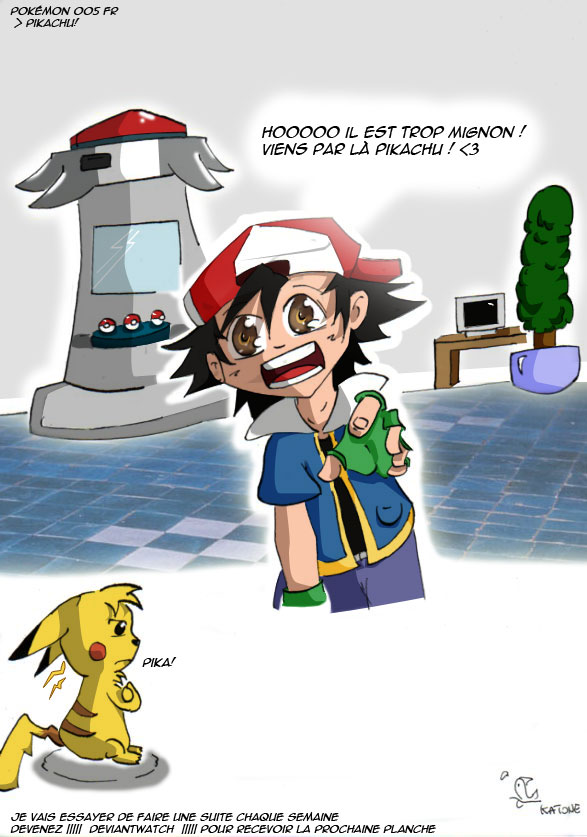 POKÉMON 005 FR
> PIKACHU!
HOOOOO IL EST TROP MIGNON !
VIENS PAR LÀ PIKACHU ! <3
PIKA!
KATONE
JE VAIS ESSAYER DE FAIRE UNE SUITE CHAQUE SEMAINE
DEVENEZ ||||| DEVIANTWATCH ||||| POUR RECEVOIR LA PROCHAINE PLANCHE